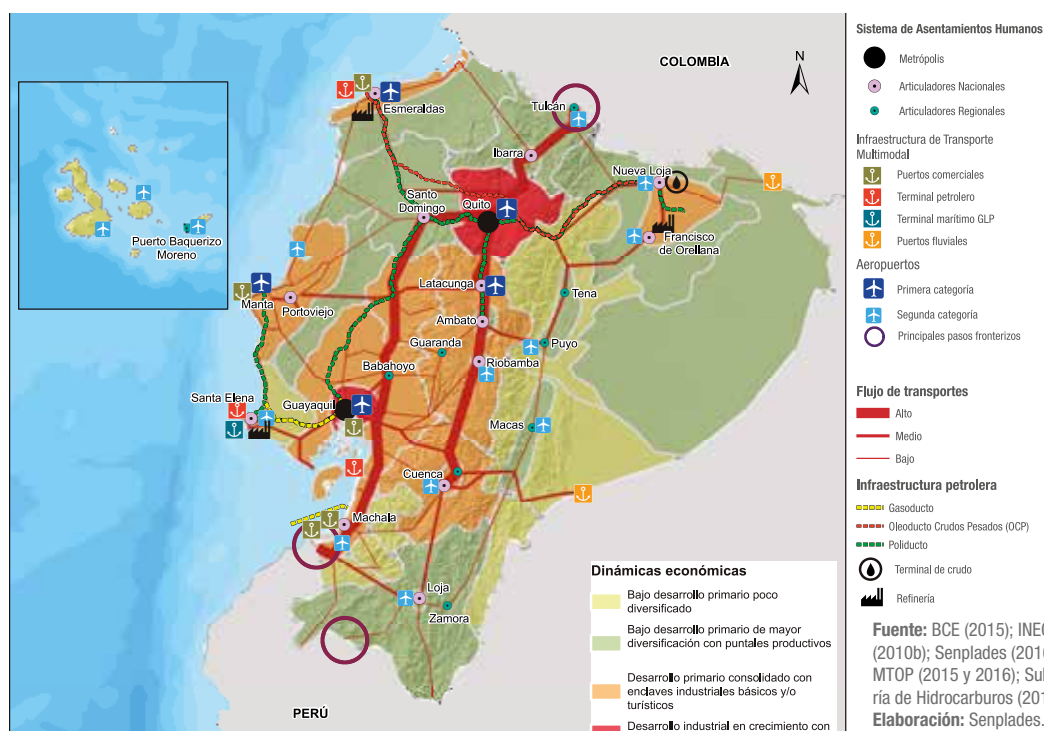 COLOMBIA
N
Esmeraldas
Tulcán
Ibarra
Nueva Loja
Santo
Domingo
Quito
Francisco
de Orellana
Puerto Baquerizo
Moreno
Latacunga
Tena
Manta
Portoviejo
Ambato
Guaranda
Puyo
Riobamba
Babahoyo
Santa Elena
Guayaquil
Macas
Cuenca
Machala
Loja
Zamora
PERÚ
Dinámicas económicas
Bajo desarrollo primario poco
diversificado
Bajo desarrollo primario de mayor
diversificación con puntales productivos
Desarrollo primario consolidado con
enclaves industriales básicos y/o
turísticos
Desarrollo industrial en crecimiento con
Sistema de Asentamientos Humanos
Metrópolis
Articuladores Nacionales
Articuladores Regionales
Infraestructura de Transporte
Multimodal
Puertos comerciales
Terminal petrolero
Terminal marítimo GLP
Puertos fluviales
Aeropuertos
Primera categoría
Segunda categoría
Principales pasos fronterizos
Flujo de transportes
Alto
Medio
Bajo
Infraestructura petrolera
Gasoducto
Oleoducto Crudos Pesados (OCP)
Poliducto
Terminal de crudo
Refinería
Fuente: BCE (2015); INEC
(2010b); Senplades (2016
MTOP (2015 y 2016); Sul
ría de Hidrocarburos (201
Elaboración: Senplades.